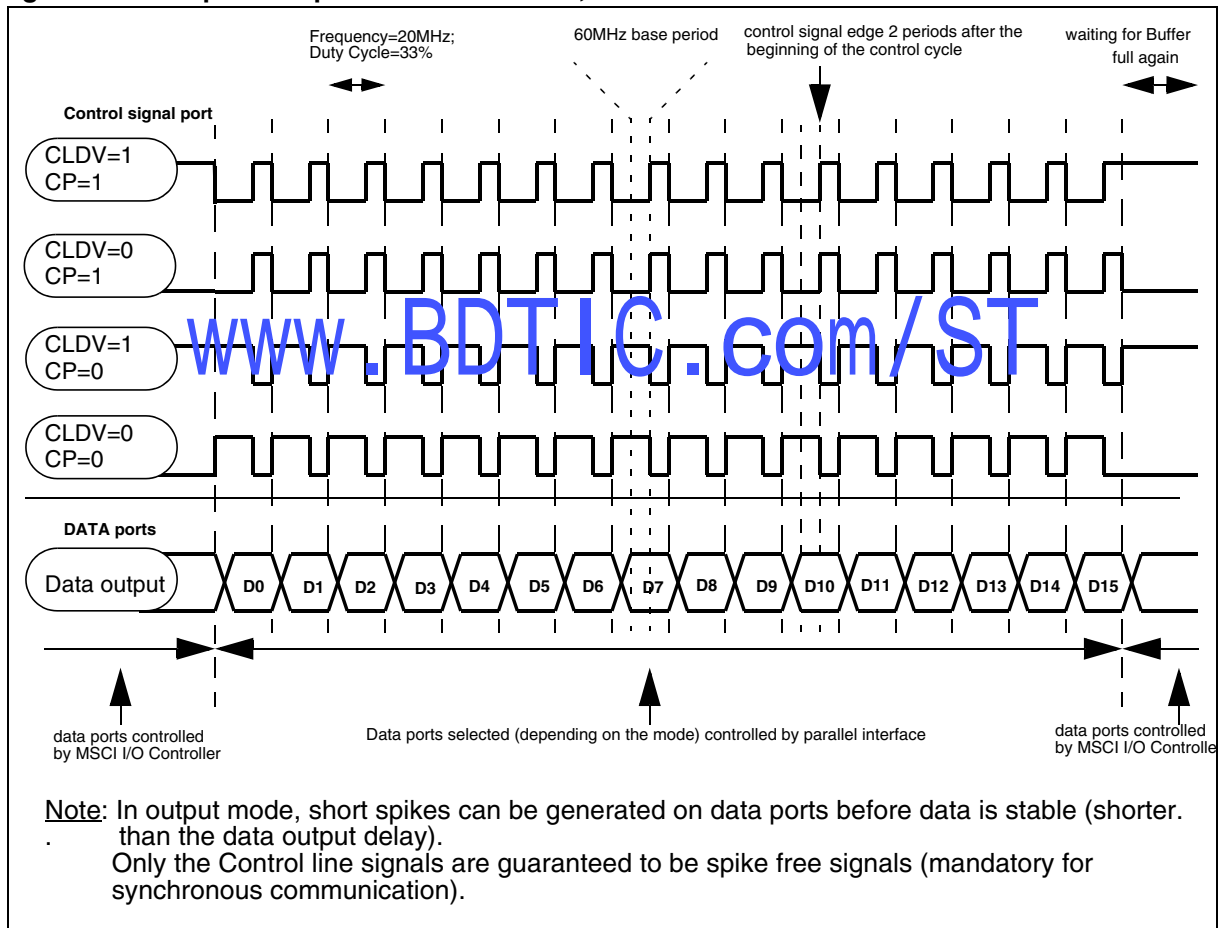 Frequency=20MHz;
Duty Cycle=33%
60MHz base period
control signal edge 2 periods after the
beginning of the control cycle
waiting for Buffer
full again
Control signal port
CLDV=1
CP=1
CLDV=0
CP=1
www.BDTIC.com/ST
CLDV=1
CP=0
CLDV=0
CP=0
DATA ports
Data output
D0 D1 D2 D3 D4 D5 D6 D7 D8 D9 D10 D11 D12 D13 D14 D15
data ports controlled
by MSCI I/O Controller
Data ports selected (depending on the mode) controlled by parallel interface
data ports controlled
by MSCI I/O Controlle
Note: In output mode, short spikes can be generated on data ports before data is stable (shorter.
. than the data output delay).
Only the Control line signals are guaranteed to be spike free signals (mandatory for
synchronous communication).